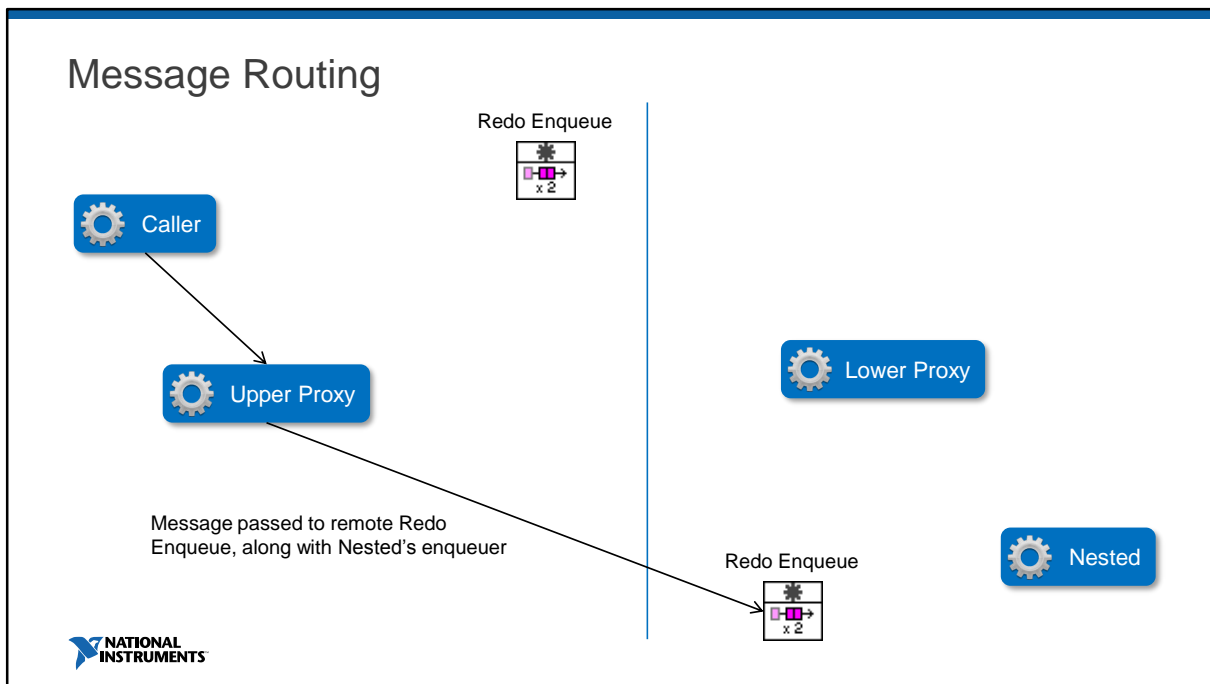 Message Routing
Redo Enqueue
x 2
Caller
Upper Proxy
Lower Proxy
Message passed to remote Redo
Enqueue, along with Nested's enqueuer
Redo Enqueue
x 2
Nested
NATIONAL
INSTRUMENTS